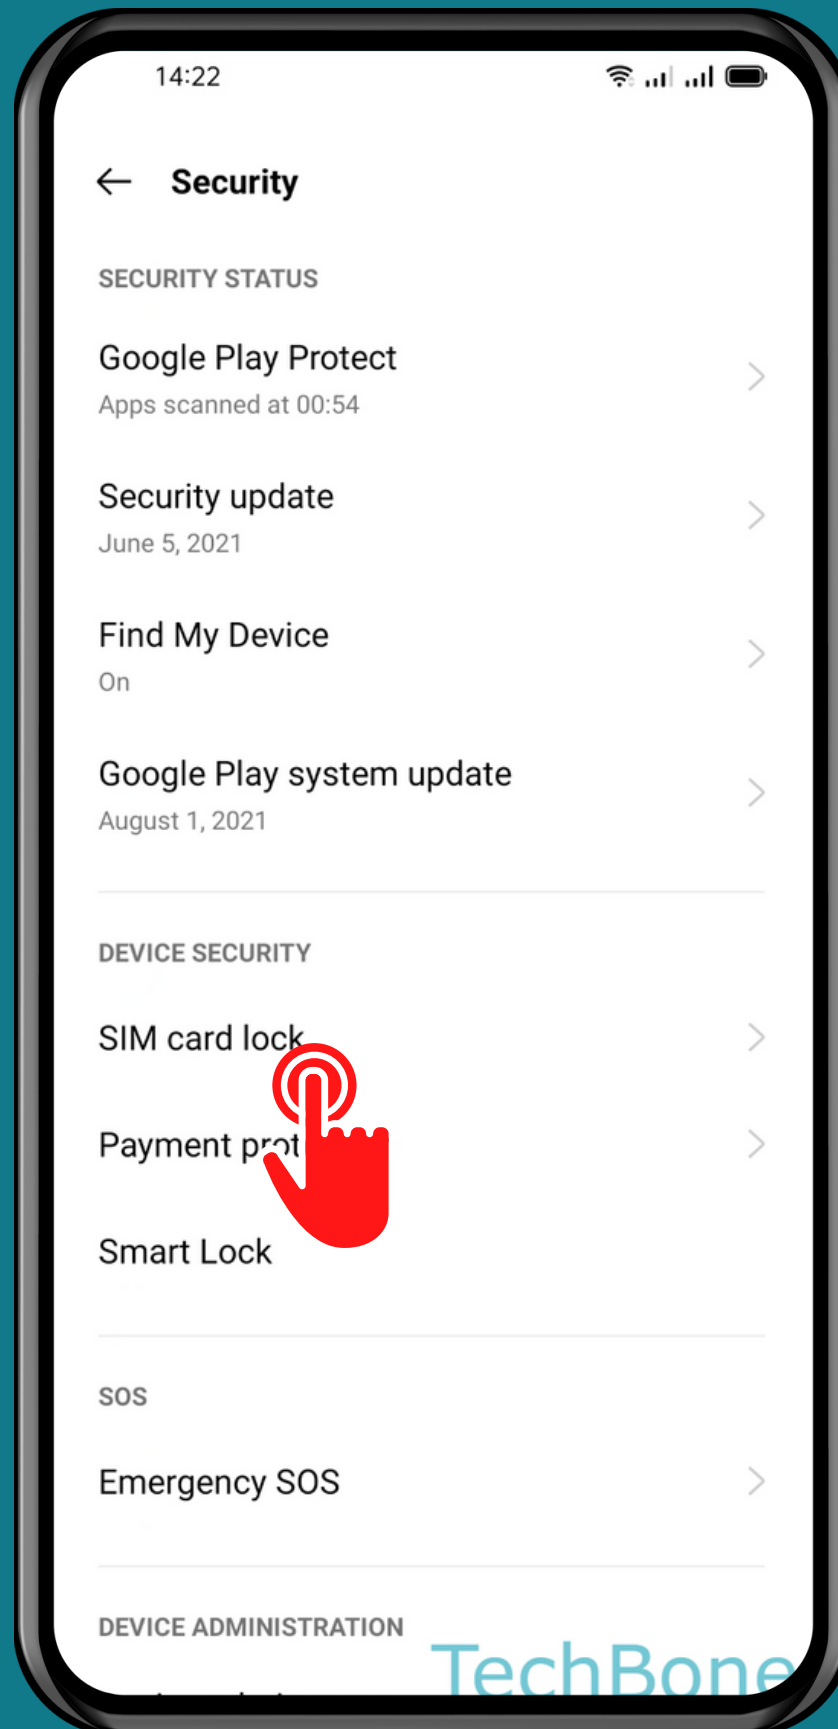 14:22
Security
SECURITY STATUS
Google Play Protect
Apps scanned at 00:54
Security update
June 5, 2021
Find My Device
On
Google Play system update
August 1, 2021
DEVICE SECURITY
SIM card lock
Payment prot
Smart Lock
SOS
Emergency SOS
DEVICE ADMINISTRATION
TechBone